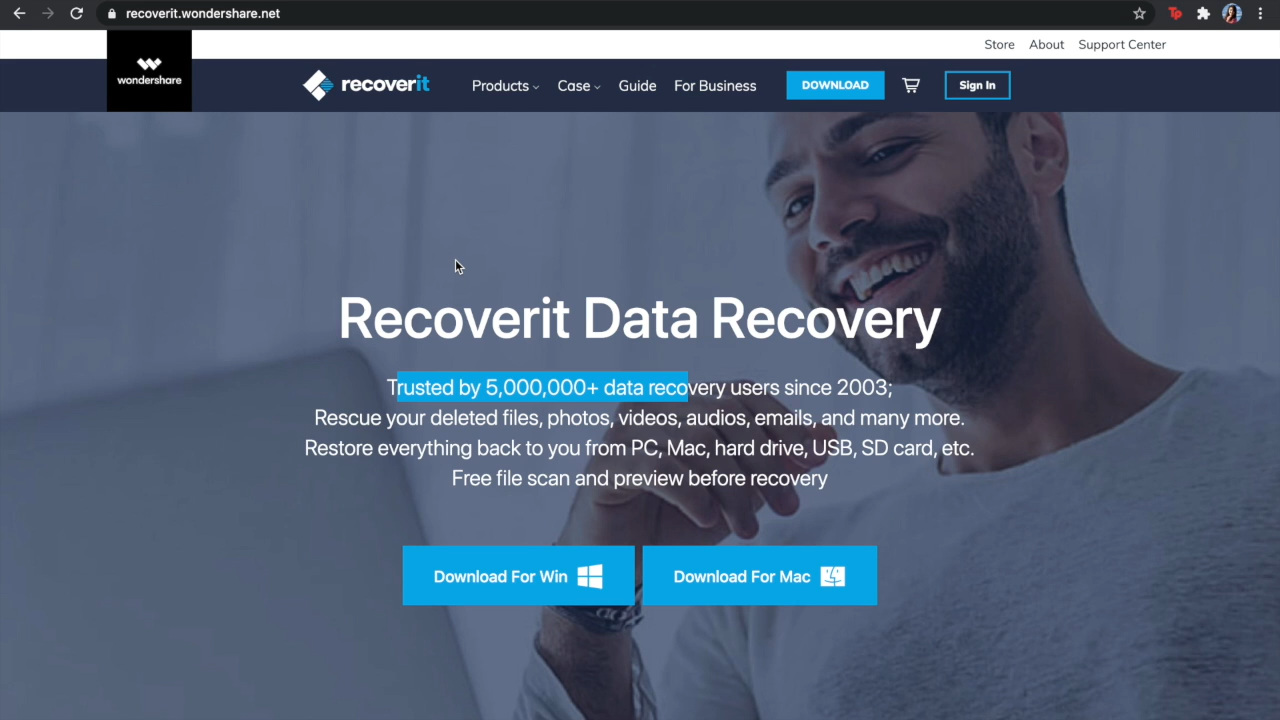 recoverit.wondershare.net
Store About Support Center
wondershare
recoverit Products Case Guide For Business DOWNLOAD Sign In
Recoverit Data Recovery
Trusted by 5,000,000+ data recovery users since 2003;
Rescue your deleted files, photos, videos, audios, emails, and many more.
Restore everything back to you from PC, Mac, hard drive, USB, SD card, etc.
Free file scan and preview before recovery
Download For Win Download For Mac